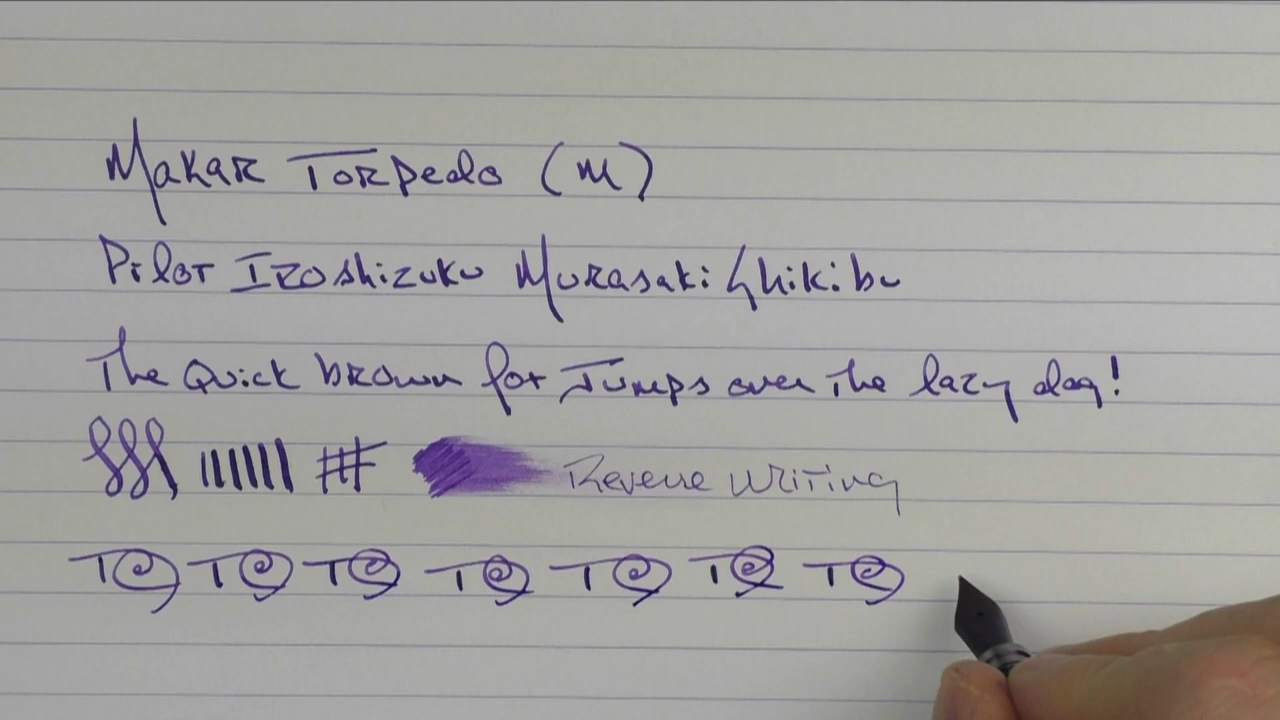 Makar Torpedo (M)
Pilot Iroshizuku Murasaki Shikibu
The Quick brown fox Jumps over The lazy dog!
Reverse Writing